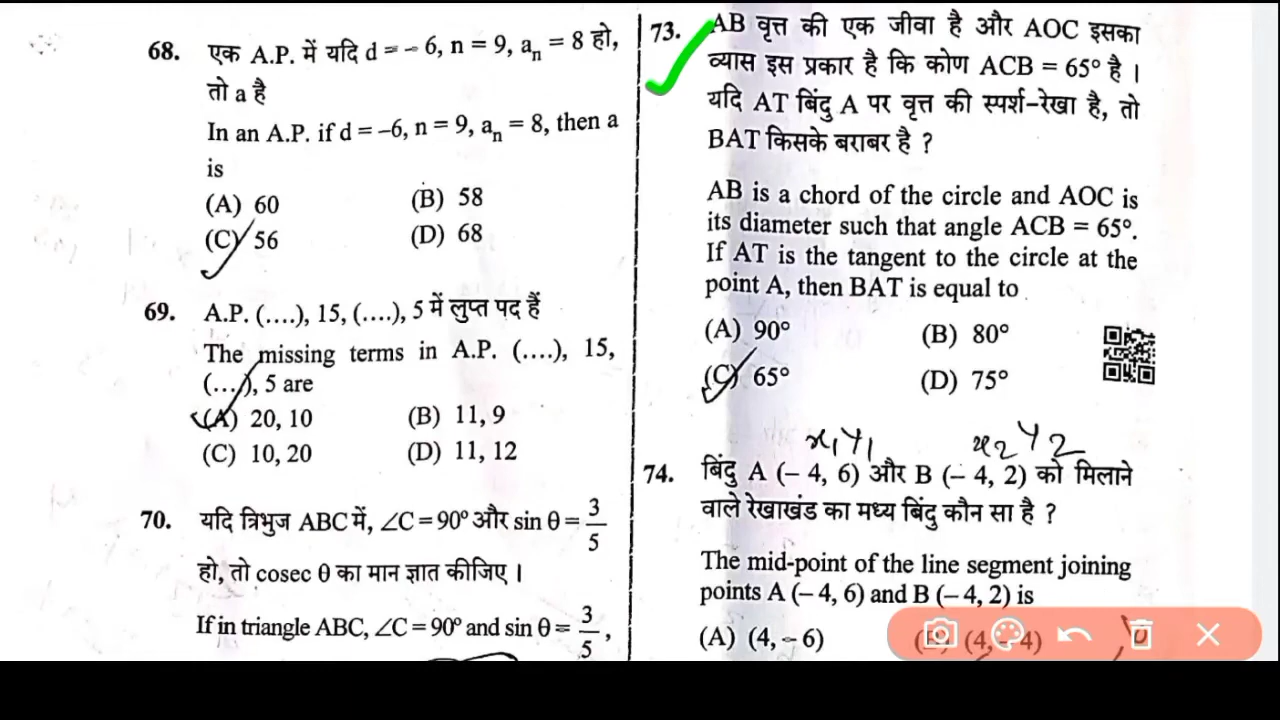 68. एक A.P. में यदि d = – 6, n = 9, aₙ = 8 हो,
तो a है
In an A.P. if d = –6, n = 9, aₙ = 8, then a
is
(A) 60 (B) 58
(C) 56 (D) 68
69. A.P. (....), 15, (....), 5 में लुप्त पद हैं
The missing terms in A.P. (....), 15,
(....), 5 are
(A) 20, 10 (B) 11, 9
(C) 10, 20 (D) 11, 12
70. यदि त्रिभुज ABC में, ∠C = 90° और sin θ = 3/5
हो, तो cosec θ का मान ज्ञात कीजिए ।
If in triangle ABC, ∠C = 90° and sin θ = 3/5,
73. AB वृत्त की एक जीवा है और AOC इसका
व्यास इस प्रकार है कि कोण ACB = 65° है ।
यदि AT बिंदु A पर वृत्त की स्पर्श-रेखा है, तो
BAT किसके बराबर है ?
AB is a chord of the circle and AOC is
its diameter such that angle ACB = 65°.
If AT is the tangent to the circle at the
point A, then BAT is equal to
(A) 90° (B) 80°
(C) 65° (D) 75°
x₁y₁ x₂y₂
74. बिंदु A (– 4, 6) और B (– 4, 2) को मिलाने
वाले रेखाखंड का मध्य बिंदु कौन सा है ?
The mid-point of the line segment joining
points A (– 4, 6) and B (– 4, 2) is
(A) (4, – 6) (B) (4, – 4)